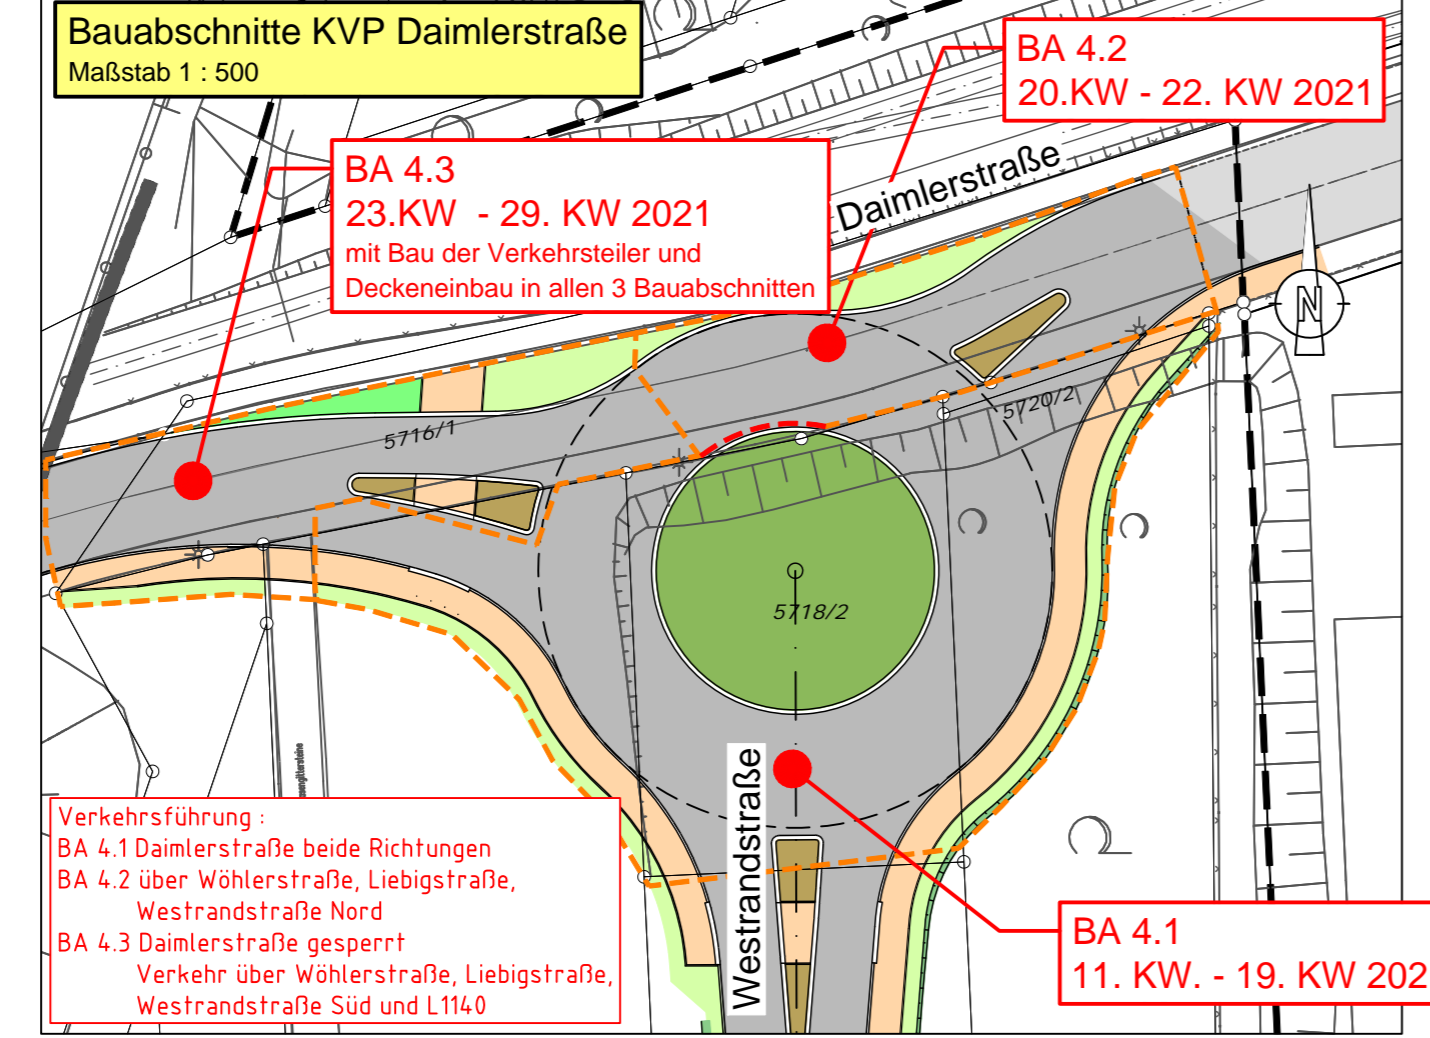 Bauabschnitte KVP Daimlerstraße
Maßstab 1 : 500
BA 4.2
20.KW - 22. KW 2021
BA 4.3
23.KW - 29. KW 2021
mit Bau der Verkehrsteiler und
Deckeneinbau in allen 3 Bauabschnitten
Daimlerstraße
N
5716/1
5720/2
5718/2
Westrandstraße
BA 4.1
11. KW. - 19. KW 202
Verkehrsführung :
BA 4.1 Daimlerstraße beide Richtungen
BA 4.2 über Wöhlerstraße, Liebigstraße,
Westrandstraße Nord
BA 4.3 Daimlerstraße gesperrt
Verkehr über Wöhlerstraße, Liebigstraße,
Westrandstraße Süd und L1140